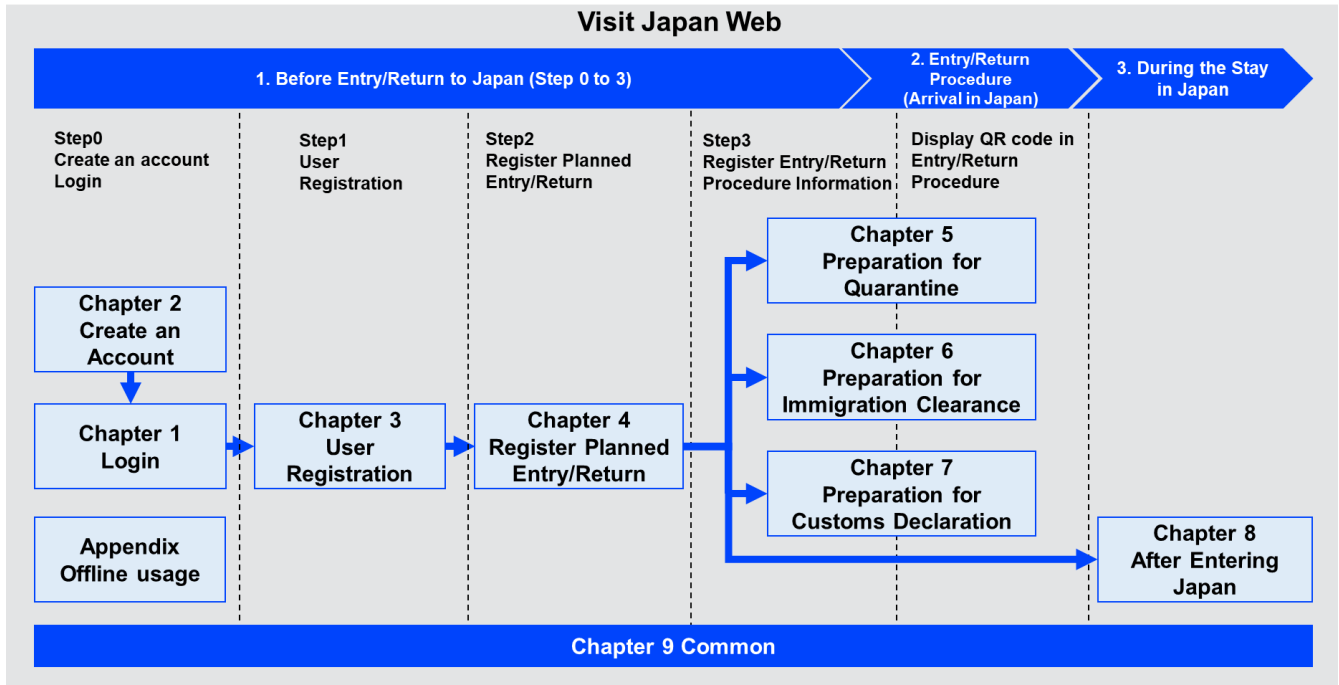 Visit Japan Web
1. Before Entry/Return to Japan (Step 0 to 3)
2. Entry/Return
Procedure
(Arrival in Japan)
3. During the Stay
in Japan
Step0
Create an account
Login
Step1
User
Registration
Step2
Register Planned
Entry/Return
Step3
Register Entry/Return
Procedure Information
Display QR code in
Entry/Return
Procedure
Chapter 2
Create an
Account
Chapter 1
Login
Appendix
Offline usage
Chapter 3
User
Registration
Chapter 4
Register Planned
Entry/Return
Chapter 5
Preparation for
Quarantine
Chapter 6
Preparation for
Immigration Clearance
Chapter 7
Preparation for
Customs Declaration
Chapter 8
After Entering
Japan
Chapter 9 Common